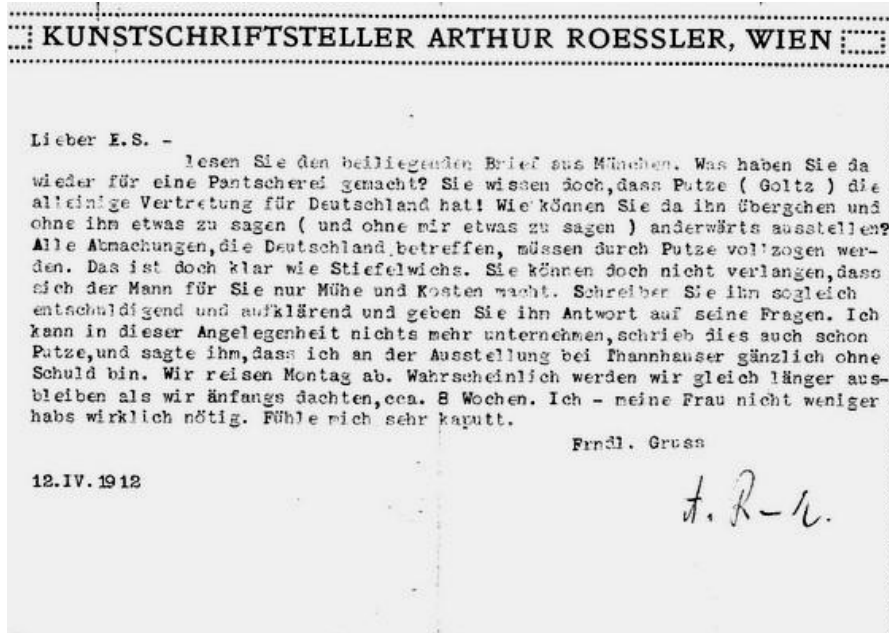 KUNSTSCHRIFTSTELLER ARTHUR ROESSLER, WIEN
Lieber E.S. -
lesen Sie den beiliegenden Brief aus München. Was haben Sie da
wieder für eine Pantscherei gemacht? Sie wissen doch,dass Putze ( Goltz ) die
alleinige Vertretung für Deutschland hat! Wie können Sie da ihn übergehen und
ohne ihm etwas zu sagen ( und ohne mir etwas zu sagen ) anderwärts ausstellen?
Alle Abmachungen,die Deutschland betreffen, müssen durch Putze vollzogen wer-
den. Das ist doch klar wie Stiefelwichs. Sie können doch nicht verlangen,dass
sich der Mann für Sie nur Mühe und Kosten macht. Schreiben Sie ihm sogleich
entschuldigend und aufklärend und geben Sie ihm Antwort auf seine Fragen. Ich
kann in dieser Angelegenheit nichts mehr unternehmen,schrieb dies auch schon
Putze,und sagte ihm,dass ich an der Ausstellung bei Thannhauser gänzlich ohne
Schuld bin. Wir reisen Montag ab. Wahrscheinlich werden wir gleich länger aus-
bleiben als wir änfangs dachten,cca. 8 Wochen. Ich - meine Frau nicht weniger
habs wirklich nötig. Fühle mich sehr kaputt.
Frndl. Gruss
12.IV.1912
A. R-r.